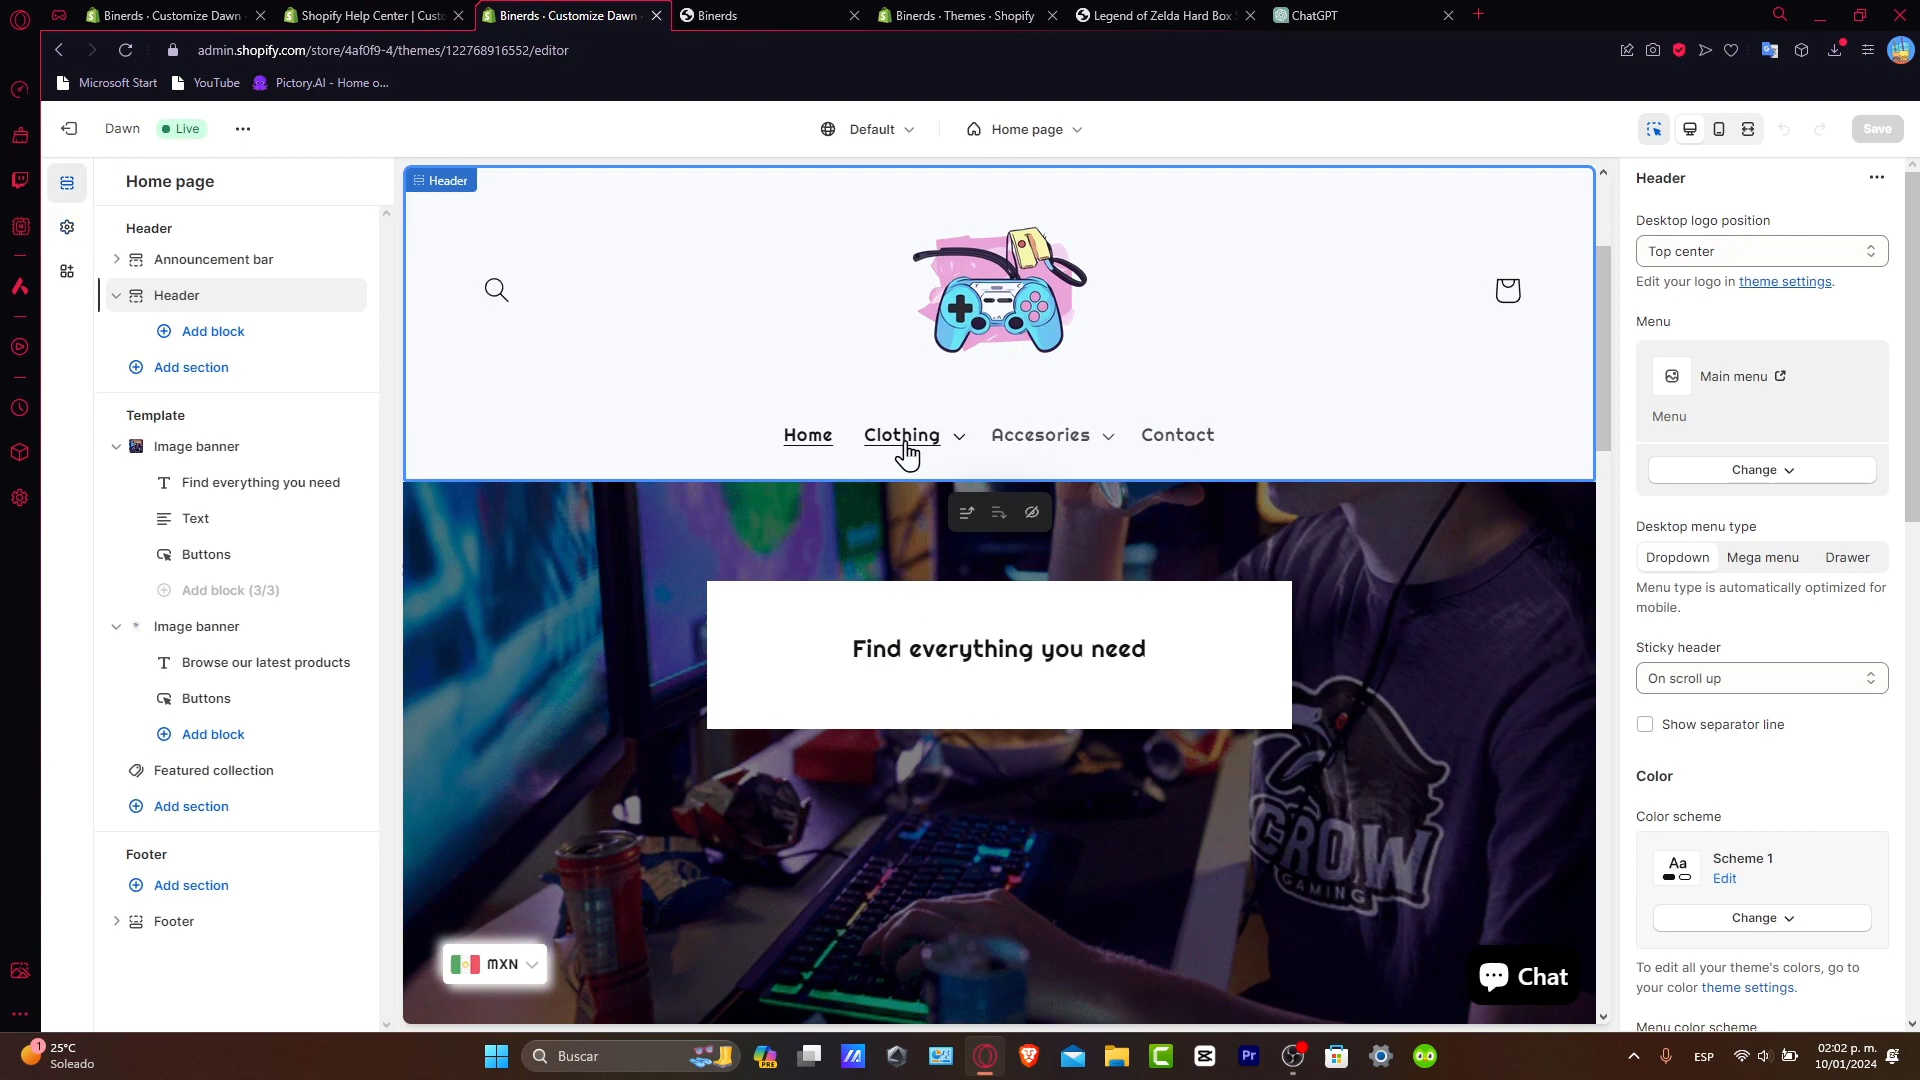 Binerds · Customize Dawn
Shopify Help Center | Custo
Binerds · Customize Dawn
Binerds
Binerds · Themes · Shopify
Legend of Zelda Hard Box S
ChatGPT
admin.shopify.com/store/4af0f9-4/themes/122768916552/editor
Microsoft Start
YouTube
Pictory.AI - Home o...
Dawn
Live
Default
Home page
Save
Home page
Header
Announcement bar
Header
Add block
Add section
Template
Image banner
Find everything you need
Text
Buttons
Add block (3/3)
Image banner
Browse our latest products
Buttons
Add block
Featured collection
Add section
Footer
Add section
Footer
Header
Home
Clothing
Accesories
Contact
Find everything you need
GROW
GAMING
MXN
Chat
Header
Desktop logo position
Top center
Edit your logo in theme settings.
Menu
Main menu
Menu
Change
Desktop menu type
Dropdown
Mega menu
Drawer
Menu type is automatically optimized for
mobile.
Sticky header
On scroll up
Show separator line
Color
Color scheme
Aa
Scheme 1
Edit
Change
To edit all your theme's colors, go to
your color theme settings.
Menu color scheme
1
25°C
Soleado
Buscar
PRE
Pr
ESP
02:02 p. m.
10/01/2024